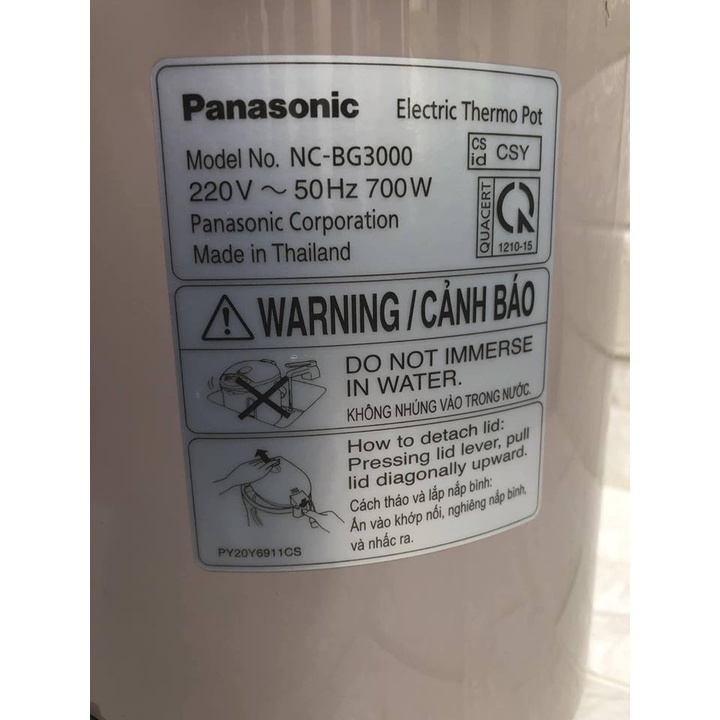 Panasonic Electric Thermo Pot
Model No. NC-BG3000
CS id CSY
220V ~ 50Hz 700W
Panasonic Corporation
Made in Thailand
QUACERT
1210-15
WARNING / CẢNH BÁO
DO NOT IMMERSE
IN WATER.
KHÔNG NHÚNG VÀO TRONG NƯỚC.
How to detach lid:
Pressing lid lever, pull
lid diagonally upward.
Cách tháo và lắp nắp bình:
Ấn vào khớp nối, nghiêng nắp bình,
và nhấc ra.
PY20Y6911CS